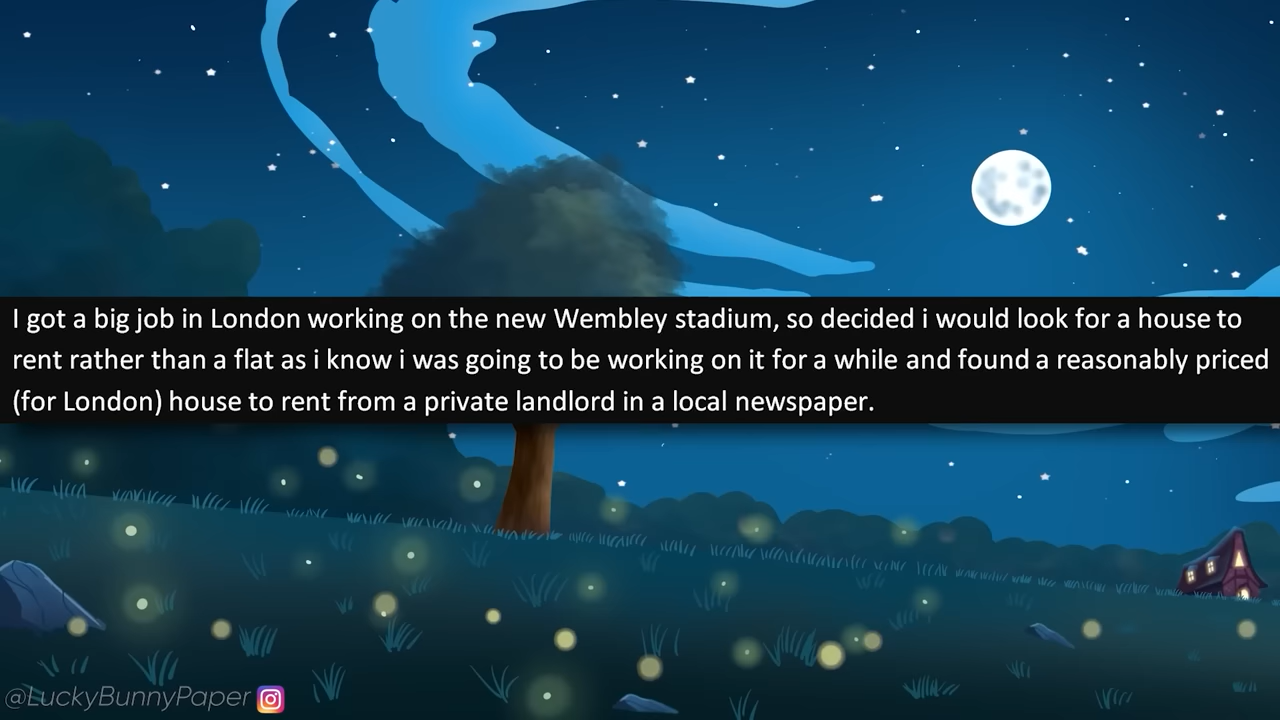 I got a big job in London working on the new Wembley stadium, so decided i would look for a house to
rent rather than a flat as i know i was going to be working on it for a while and found a reasonably priced
(for London) house to rent from a private landlord in a local newspaper.
@LuckyBunnyPaper